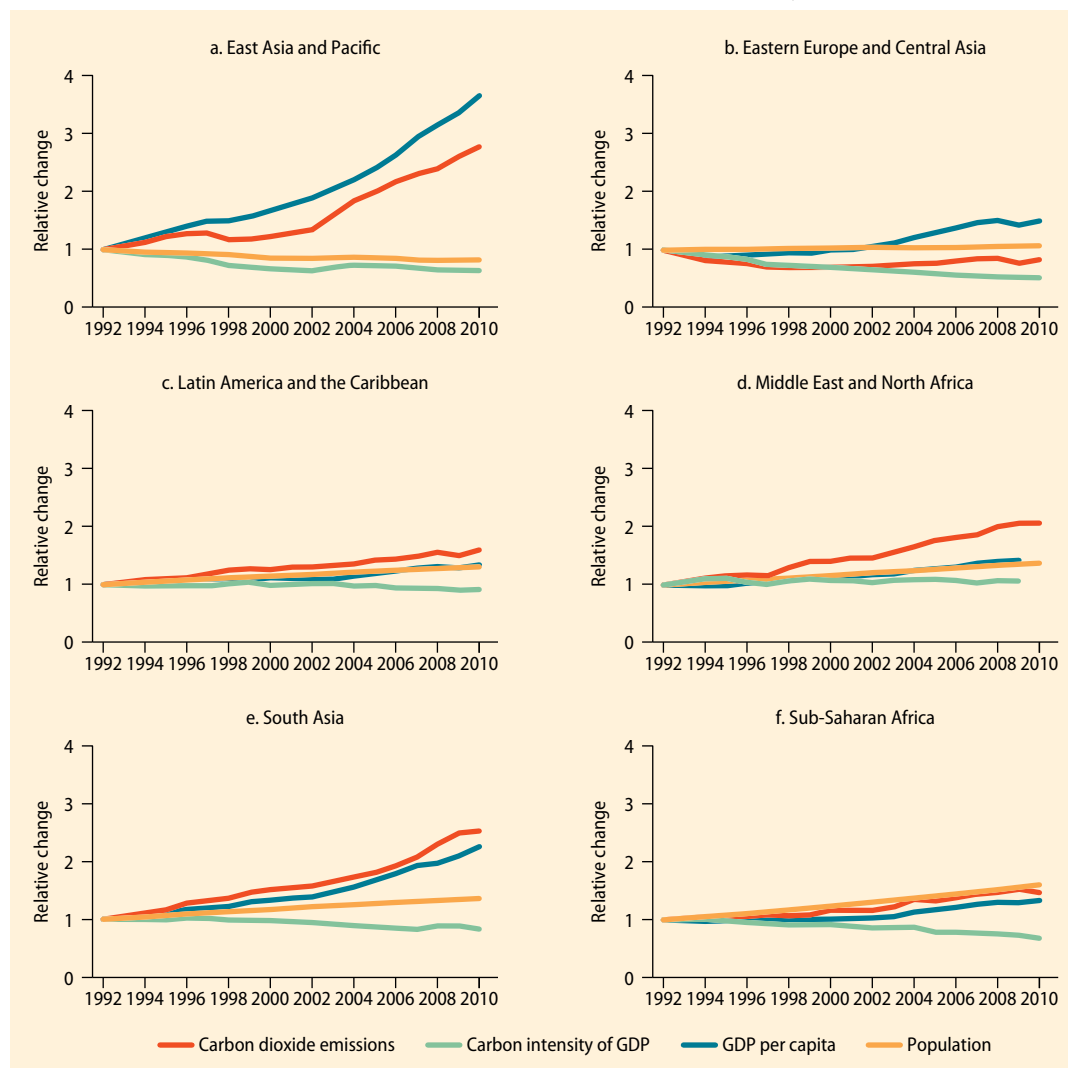 a. East Asia and Pacific
4
3
2
1
0
Relative change
1992 1994 1996 1998 2000 2002 2004 2006 2008 2010
b. Eastern Europe and Central Asia
4
3
2
1
0
Relative change
1992 1994 1996 1998 2000 2002 2004 2006 2008 2010
c. Latin America and the Caribbean
4
3
2
1
0
Relative change
1992 1994 1996 1998 2000 2002 2004 2006 2008 2010
d. Middle East and North Africa
4
3
2
1
0
Relative change
1992 1994 1996 1998 2000 2002 2004 2006 2008 2010
e. South Asia
4
3
2
1
0
Relative change
1992 1994 1996 1998 2000 2002 2004 2006 2008 2010
f. Sub-Saharan Africa
4
3
2
1
0
Relative change
1992 1994 1996 1998 2000 2002 2004 2006 2008 2010
Carbon dioxide emissions Carbon intensity of GDP GDP per capita Population